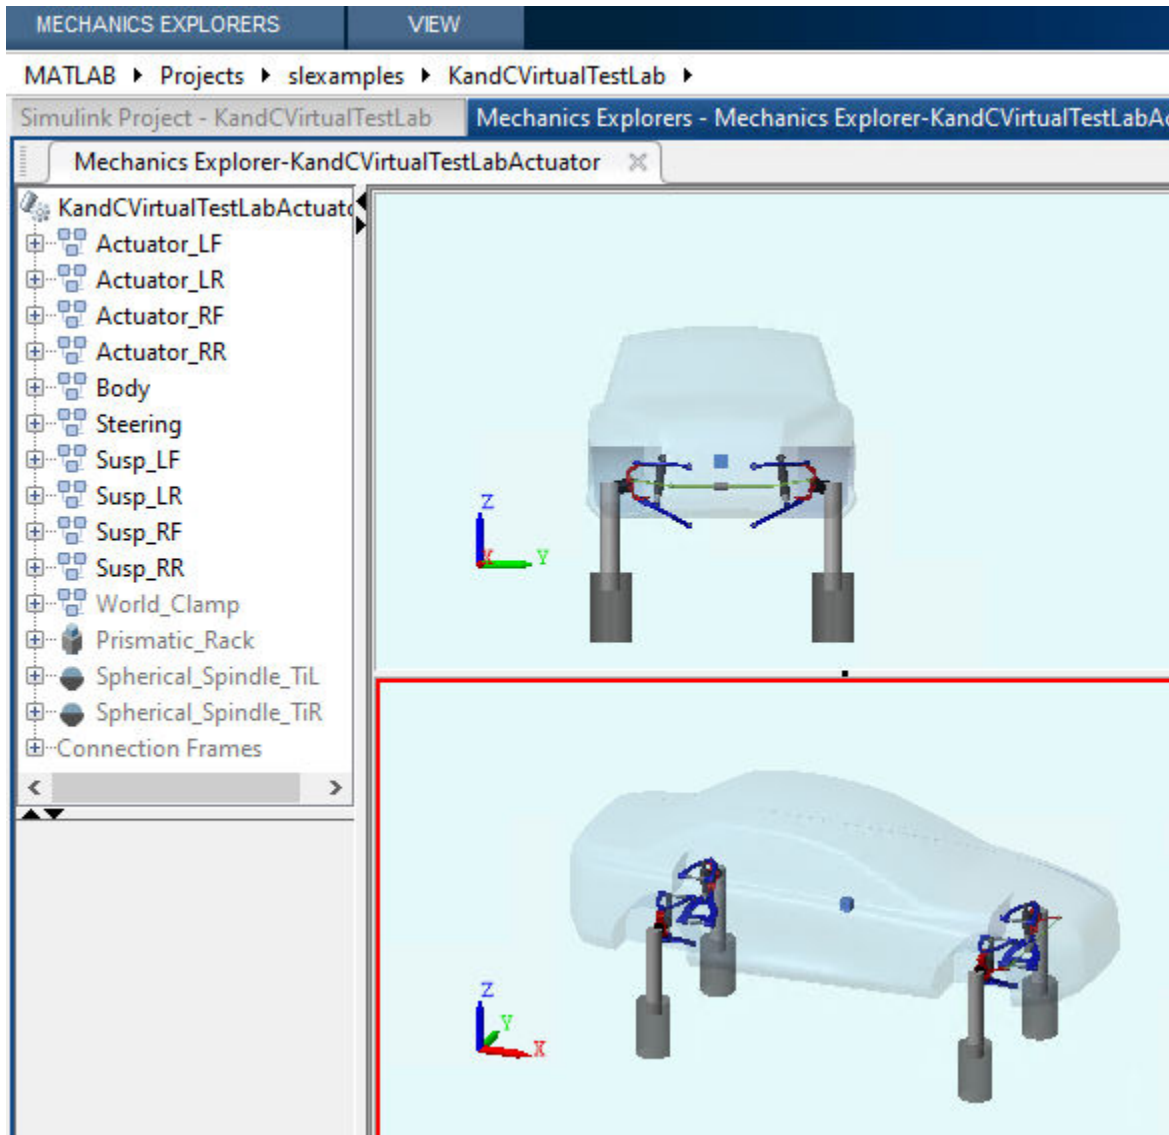 MECHANICS EXPLORERS VIEW
MATLAB Projects slexamples KandCVirtualTestLab
Simulink Project - KandCVirtualTestLab Mechanics Explorers - Mechanics Explorer-KandCVirtualTestLabAc
Mechanics Explorer-KandCVirtualTestLabActuator
KandCVirtualTestLabActuato
Actuator_LF
Actuator_LR
Actuator_RF
Actuator_RR
Body
Steering
Susp_LF
Susp_LR
Susp_RF
Susp_RR
World_Clamp
Prismatic_Rack
Spherical_Spindle_TiL
Spherical_Spindle_TiR
Connection Frames
Z
X Y
Z
Y
X